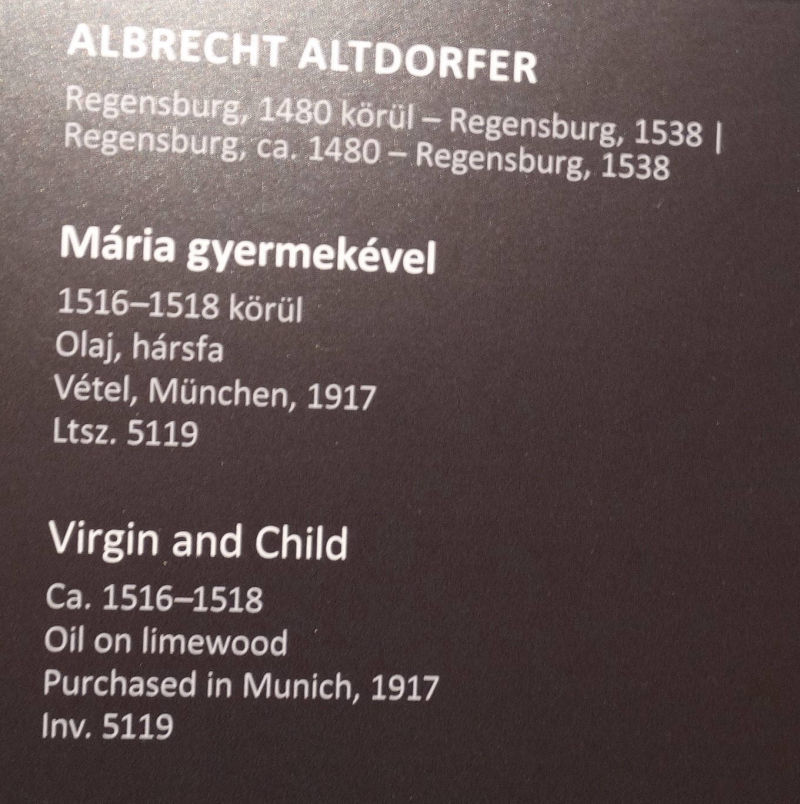 ALBRECHT ALTDORFER
Regensburg, 1480 körül – Regensburg, 1538 |
Regensburg, ca. 1480 – Regensburg, 1538
Mária gyermekével
1516–1518 körül
Olaj, hársfa
Vétel, München, 1917
Ltsz. 5119
Virgin and Child
Ca. 1516–1518
Oil on limewood
Purchased in Munich, 1917
Inv. 5119